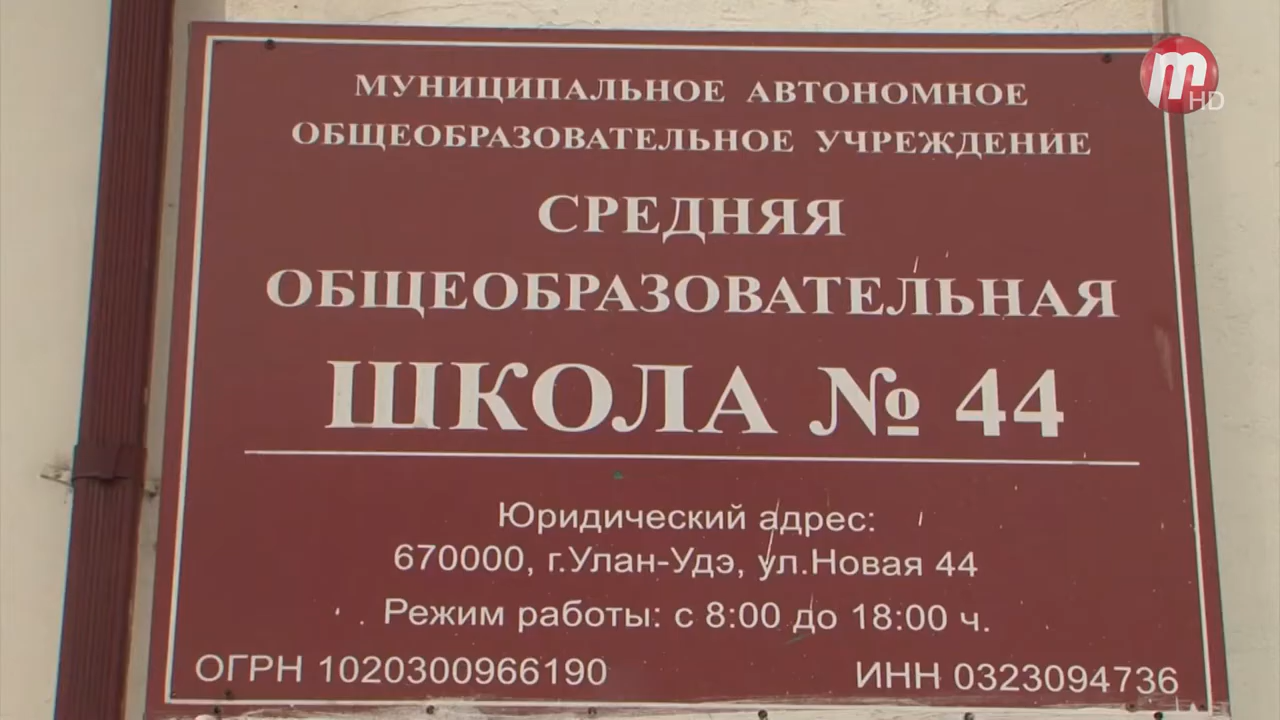 МУНИЦИПАЛЬНОЕ АВТОНОМНОЕ
ОБЩЕОБРАЗОВАТЕЛЬНОЕ УЧРЕЖДЕНИЕ
СРЕДНЯЯ
ОБЩЕОБРАЗОВАТЕЛЬНАЯ
ШКОЛА № 44
Юридический адрес:
670000, г.Улан-Удэ, ул.Новая 44
Режим работы: с 8:00 до 18:00 ч.
ОГРН 1020300966190 ИНН 0323094736
m HD